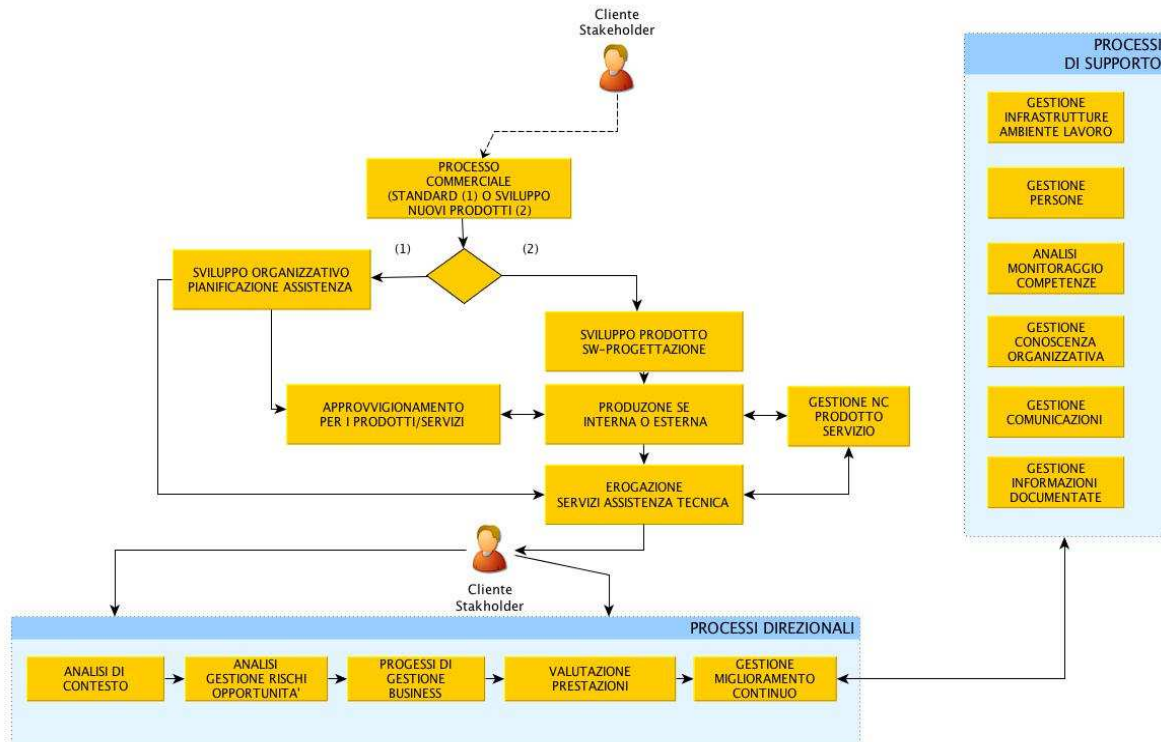 Cliente
Stakeholder
PROCESSI
DI SUPPORTO
GESTIONE
INFRASTRUTTURE
AMBIENTE LAVORO
PROCESSO
COMMERCIALE
(STANDARD (1) O SVILUPPO
NUOVI PRODOTTI (2)
GESTIONE
PERSONE
(1)
(2)
SVILUPPO ORGANIZZATIVO
PIANIFICAZIONE ASSISTENZA
ANALISI
MONITORAGGIO
COMPETENZE
SVILUPPO PRODOTTO
SW-PROGETTAZIONE
GESTIONE
CONOSCENZA
ORGANIZZATIVA
APPROVVIGIONAMENTO
PER I PRODOTTI/SERVIZI
PRODUZONE SE
INTERNA O ESTERNA
GESTIONE NC
PRODOTTO
SERVIZIO
GESTIONE
COMUNICAZIONI
EROGAZIONE
SERVIZI ASSISTENZA TECNICA
GESTIONE
INFORMAZIONI
DOCUMENTATE
Cliente
Stakholder
PROCESSI DIREZIONALI
ANALISI DI
CONTESTO
ANALISI
GESTIONE RISCHI
OPPORTUNITA'
PROGESSI DI
GESTIONE
BUSINESS
VALUTAZIONE
PRESTAZIONI
GESTIONE
MIGLIORAMENTO
CONTINUO